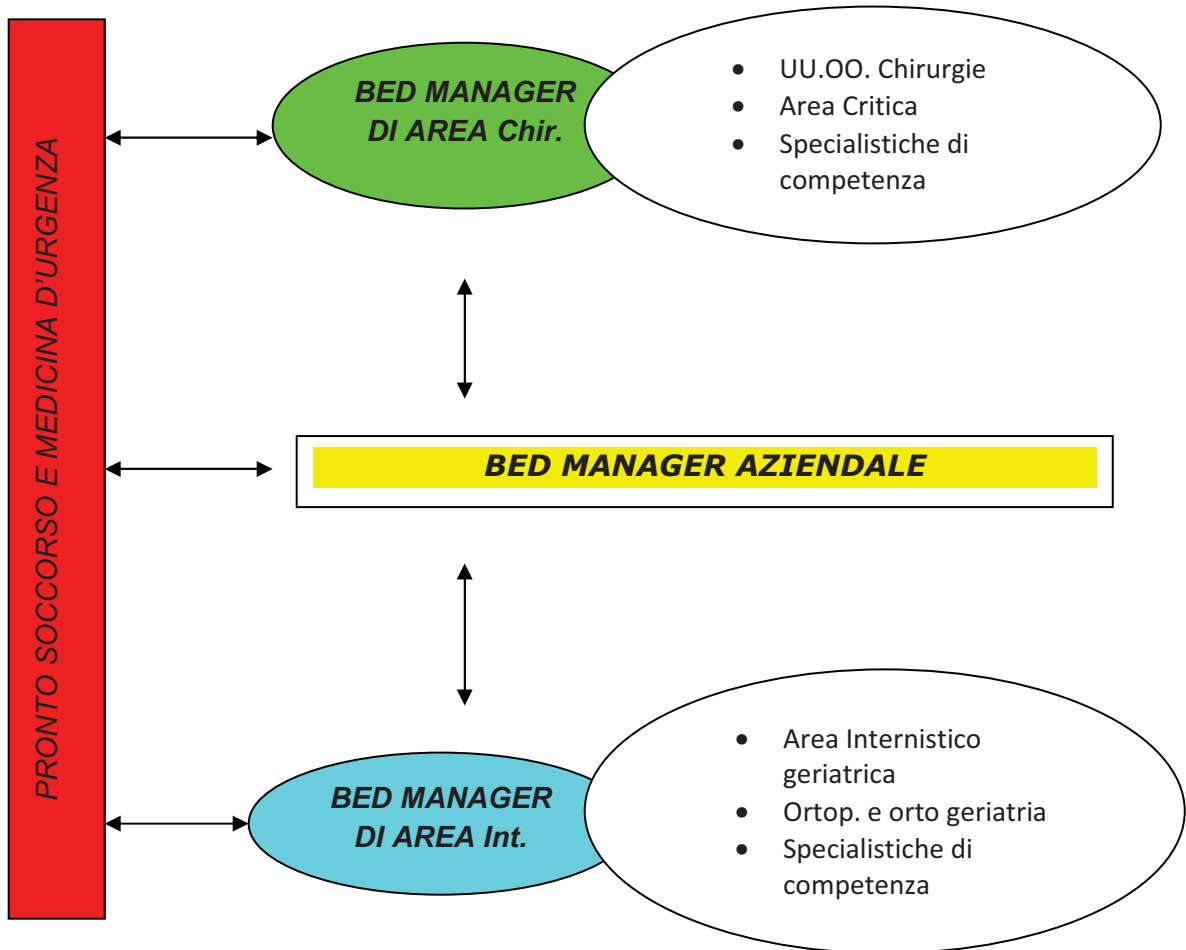 PRONTO SOCCORSO E MEDICINA D'URGENZA
BED MANAGER
DI AREA Chir.
• UU.OO. Chirurgie
• Area Critica
• Specialistiche di
competenza
BED MANAGER AZIENDALE
BED MANAGER
DI AREA Int.
• Area Internistico
geriatrica
• Ortop. e orto geriatria
• Specialistiche di
competenza